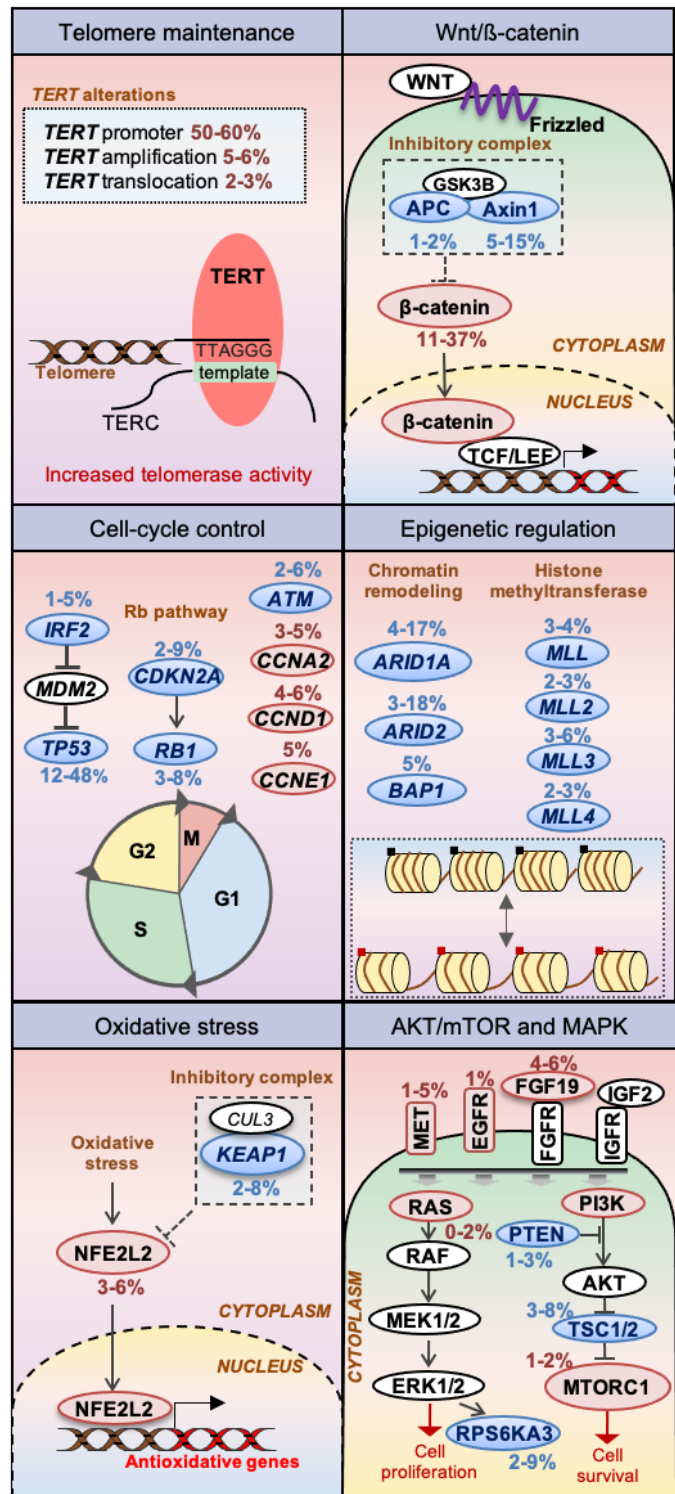 Telomere maintenance
TERT alterations
TERT promoter 50-60%
TERT amplification 5-6%
TERT translocation 2-3%
TERT
TTAGGG
Telomere
template
TERC
Increased telomerase activity
Wnt/ß-catenin
WNT
Frizzled
Inhibitory complex
GSK3B
APC Axin1
1-2% 5-15%
β-catenin
11-37%
CYTOPLASM
NUCLEUS
β-catenin
TCF/LEF
Cell-cycle control
1-5%
IRF2
MDM2
TP53
12-48%
Rb pathway
2-9%
CDKN2A
RB1
3-8%
2-6%
ATM
3-5%
CCNA2
4-6%
CCND1
5%
CCNE1
G2
M
G1
S
Epigenetic regulation
Chromatin
remodeling
4-17%
ARID1A
3-18%
ARID2
5%
BAP1
Histone
methyltransferase
3-4%
MLL
2-3%
MLL2
3-6%
MLL3
2-3%
MLL4
Oxidative stress
Inhibitory complex
CUL3
KEAP1
2-8%
Oxidative
stress
NFE2L2
3-6%
CYTOPLASM
NUCLEUS
NFE2L2
Antioxidative genes
AKT/mTOR and MAPK
1-5%
MET
1%
EGFR
4-6%
FGF19
FGFR
IGF2
IGFR
RAS
0-2%
RAF
MEK1/2
ERK1/2
Cell
proliferation
RPS6KA3
2-9%
PI3K
PTEN
1-3%
AKT
3-8%
TSC1/2
1-2%
MTORC1
Cell
survival
CYTOPLASM